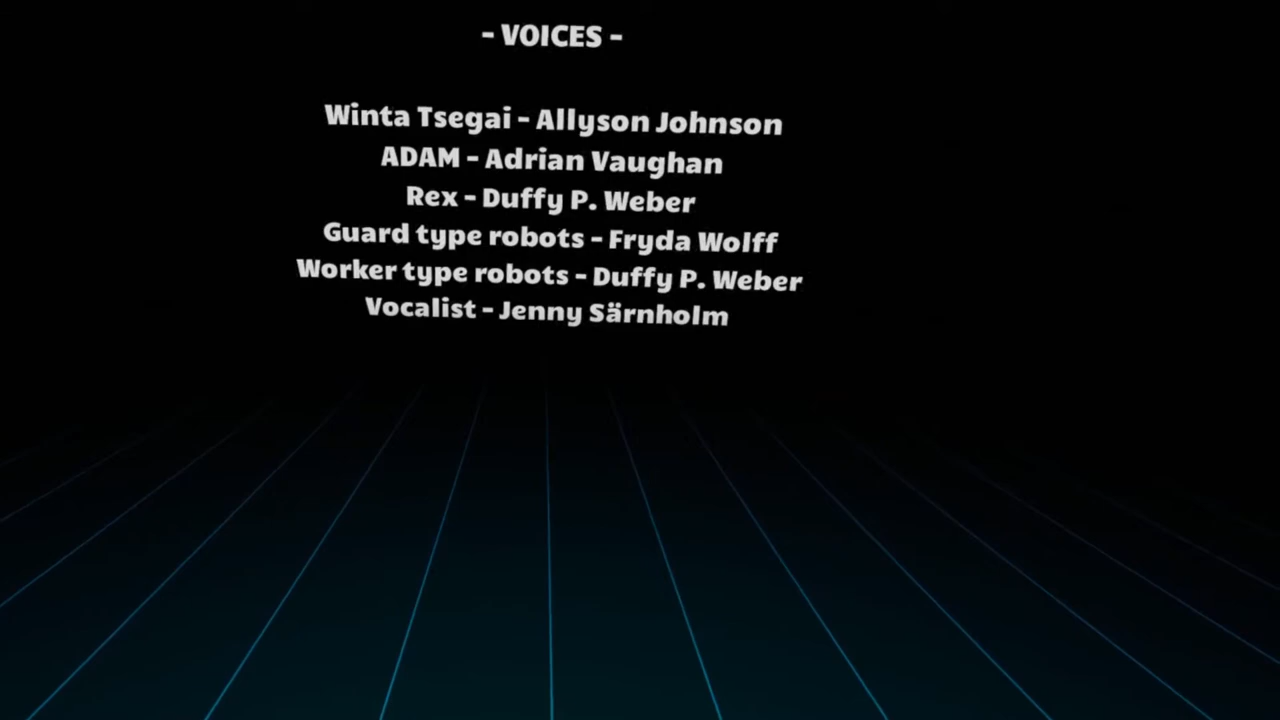 - VOICES -
Winta Tsegai - Allyson Johnson
ADAM - Adrian Vaughan
Rex - Duffy P. Weber
Guard type robots - Fryda Wolff
Worker type robots - Duffy P. Weber
Vocalist - Jenny Särnholm